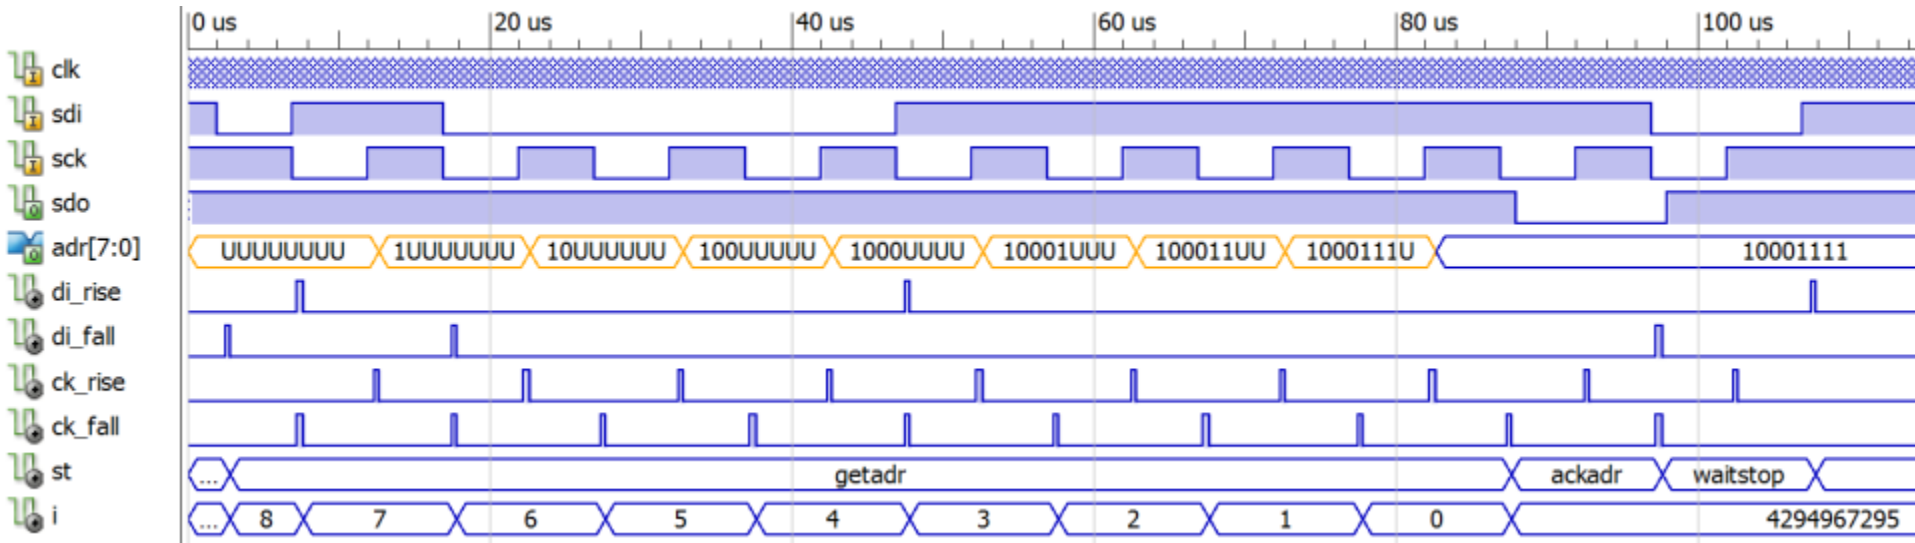 0 us 20 us 40 us 60 us 80 us 100 us
clk
sdi
sck
sdo
adr[7:0] UUUUUUUU 1UUUUUUU 10UUUUUU 100UUUUU 1000UUUU 10001UUU 100011UU 1000111U 10001111
di_rise
di_fall
ck_rise
ck_fall
st ... getadr ackadr waitstop
i ... 8 7 6 5 4 3 2 1 0 4294967295